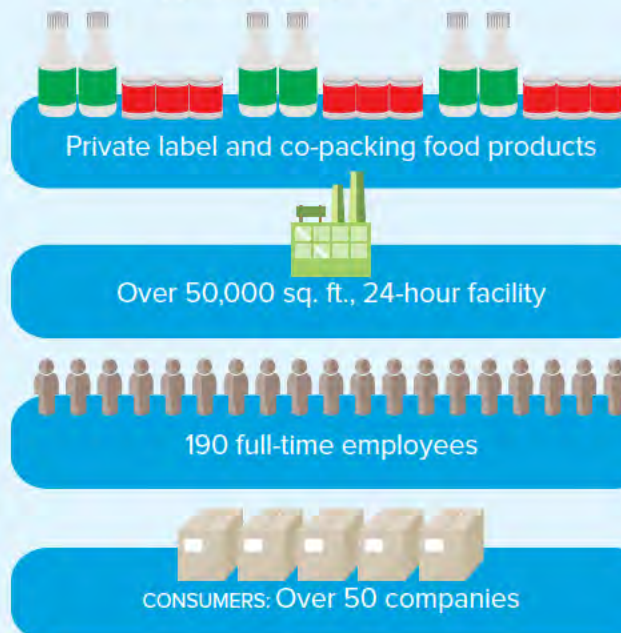 Private label and co-packing food products
Over 50,000 sq. ft., 24-hour facility
190 full-time employees
CONSUMERS: Over 50 companies